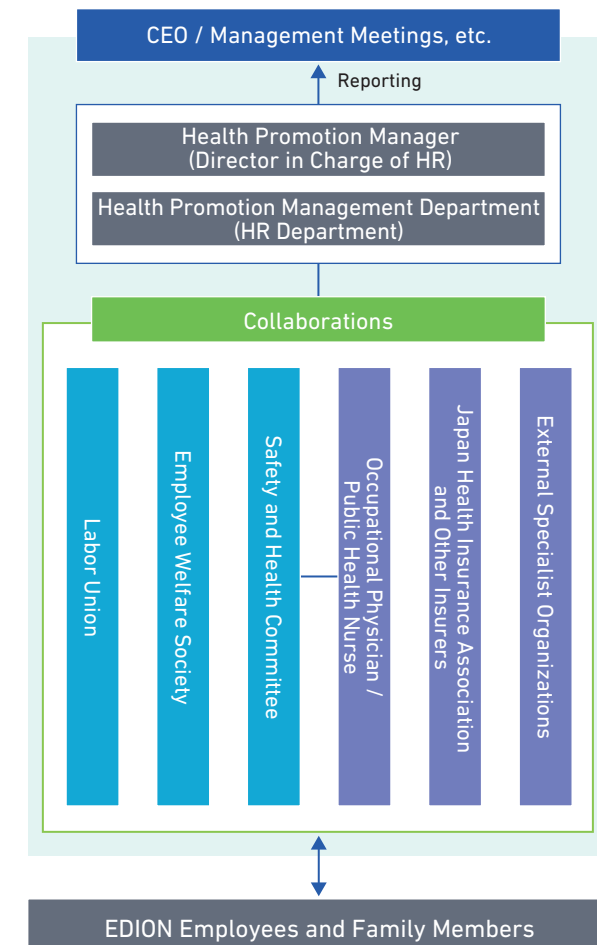 CEO / Management Meetings, etc.
Reporting
Health Promotion Manager
(Director in Charge of HR)
Health Promotion Management Department
(HR Department)
Collaborations
Labor Union
Employee Welfare Society
Safety and Health Committee
Occupational Physician /
Public Health Nurse
Japan Health Insurance Association
and Other Insurers
External Specialist Organizations
EDION Employees and Family Members